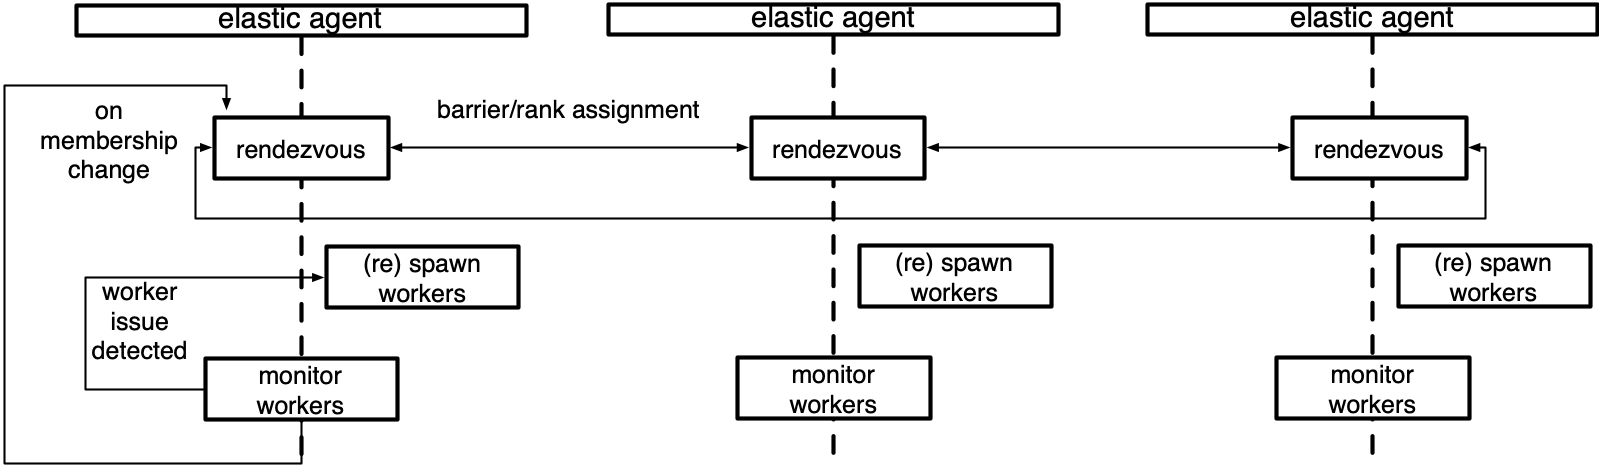 elastic agent
elastic agent
elastic agent
on
membership
change
barrier/rank assignment
rendezvous
rendezvous
rendezvous
(re) spawn
workers
(re) spawn
workers
(re) spawn
workers
worker
issue
detected
monitor
workers
monitor
workers
monitor
workers